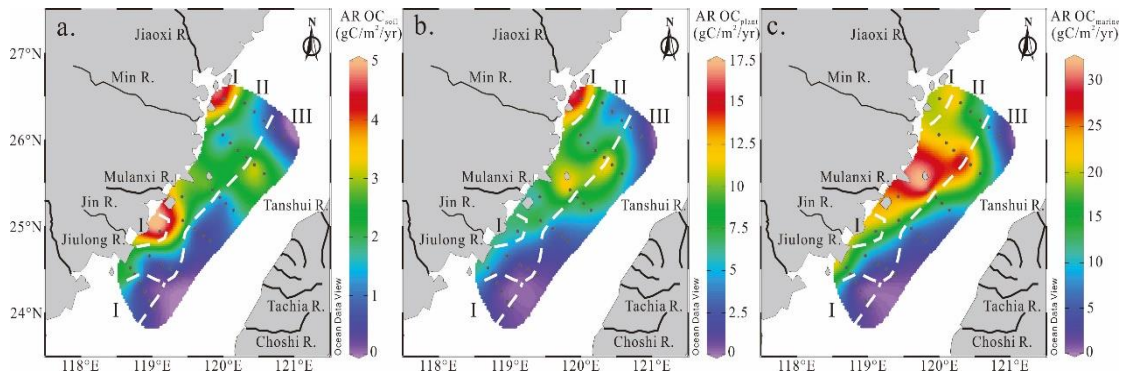 a.
Jiaoxi R.
Min R.
Mulanxi R.
Jin R.
Jiulong R.
Tanshui R.
Tachia R.
Choshi R.
I
II
III
I
I
N
27°N
26°N
25°N
24°N
118°E 119°E 120°E 121°E
AR OCsoil
(gC/m²/yr)
5
4
3
2
1
0
Ocean Data View
b.
Jiaoxi R.
Min R.
Mulanxi R.
Jin R.
Jiulong R.
Tanshui R.
Tachia R.
Choshi R.
I
II
III
I
I
N
118°E 119°E 120°E 121°E
AR OCplant
(gC/m²/yr)
17.5
15
12.5
10
7.5
5
2.5
0
Ocean Data View
c.
Jiaoxi R.
Min R.
Mulanxi R.
Jin R.
Jiulong R.
Tanshui R.
Tachia R.
Choshi R.
I
II
III
I
I
N
118°E 119°E 120°E 121°E
AR OCmarine
(gC/m²/yr)
30
25
20
15
10
5
0
Ocean Data View